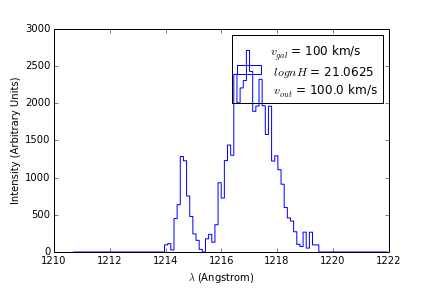 3000
2500
2000
1500
1000
500
0
Intensity (Arbitrary Units)
v_gal = 100 km/s
lognH = 21.0625
v_out = 100.0 km/s
1210 1212 1214 1216 1218 1220 1222
λ (Angstrom)